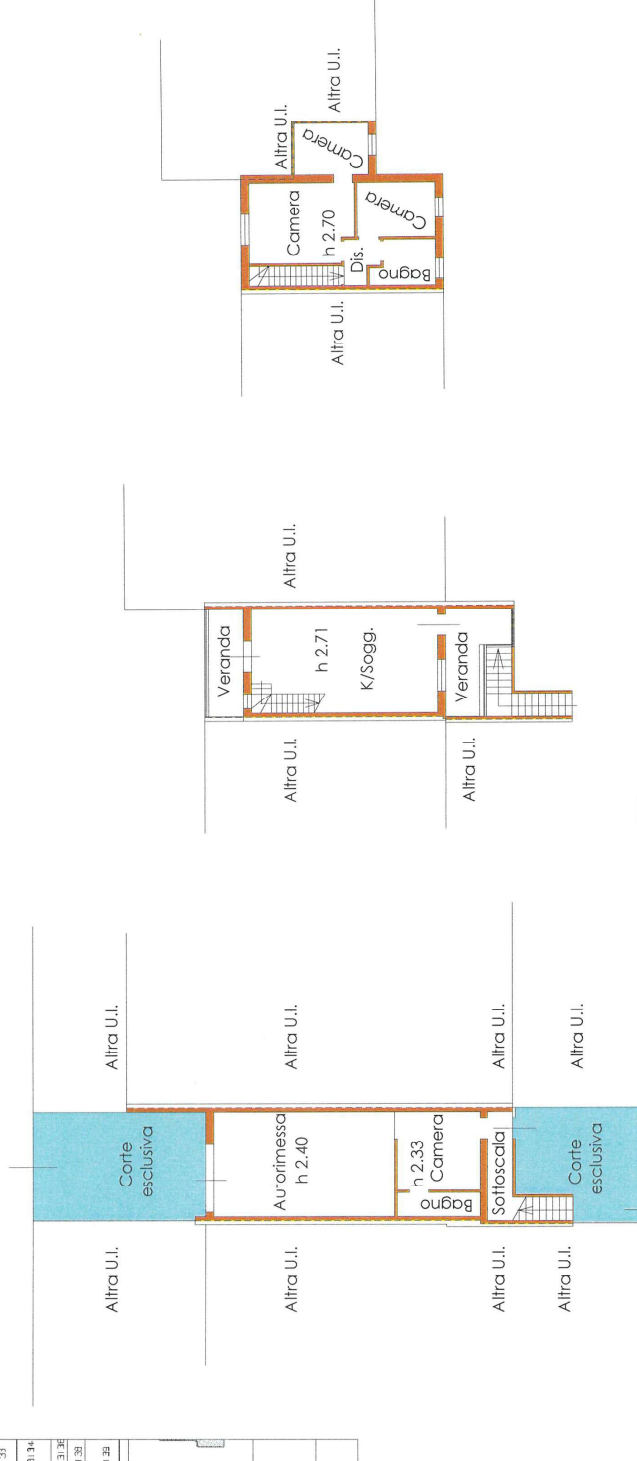 Altra U.I.
Altra U.I.
Camera
Camera
h 2.70
Camera
Dis.
Bagno
Altra U.I.
Altra U.I.
Veranda
h 2.71
K/Sogg.
Veranda
Altra U.I.
Altra U.I.
Altra U.I.
Altra U.I.
Altra U.I.
Altra U.I.
Corte
esclusiva
Autorimessa
h 2.40
h 2.33
Camera
Bagno
Sottoscala
Corte
esclusiva
Altra U.I.
Altra U.I.
Altra U.I.
Altra U.I.